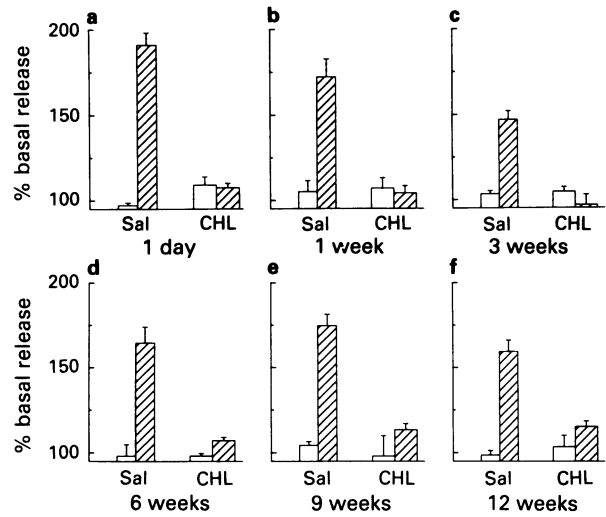 a b c
200
150
100
% basal release
Sal CHL Sal CHL Sal CHL
1 day 1 week 3 weeks
d e f
200
150
100
% basal release
Sal CHL Sal CHL Sal CHL
6 weeks 9 weeks 12 weeks